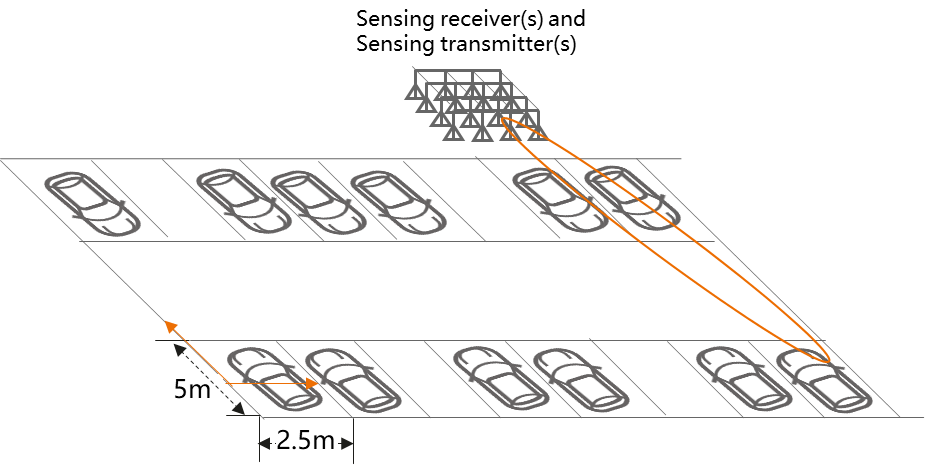 Sensing receiver(s) and
Sensing transmitter(s)
5m
2.5m